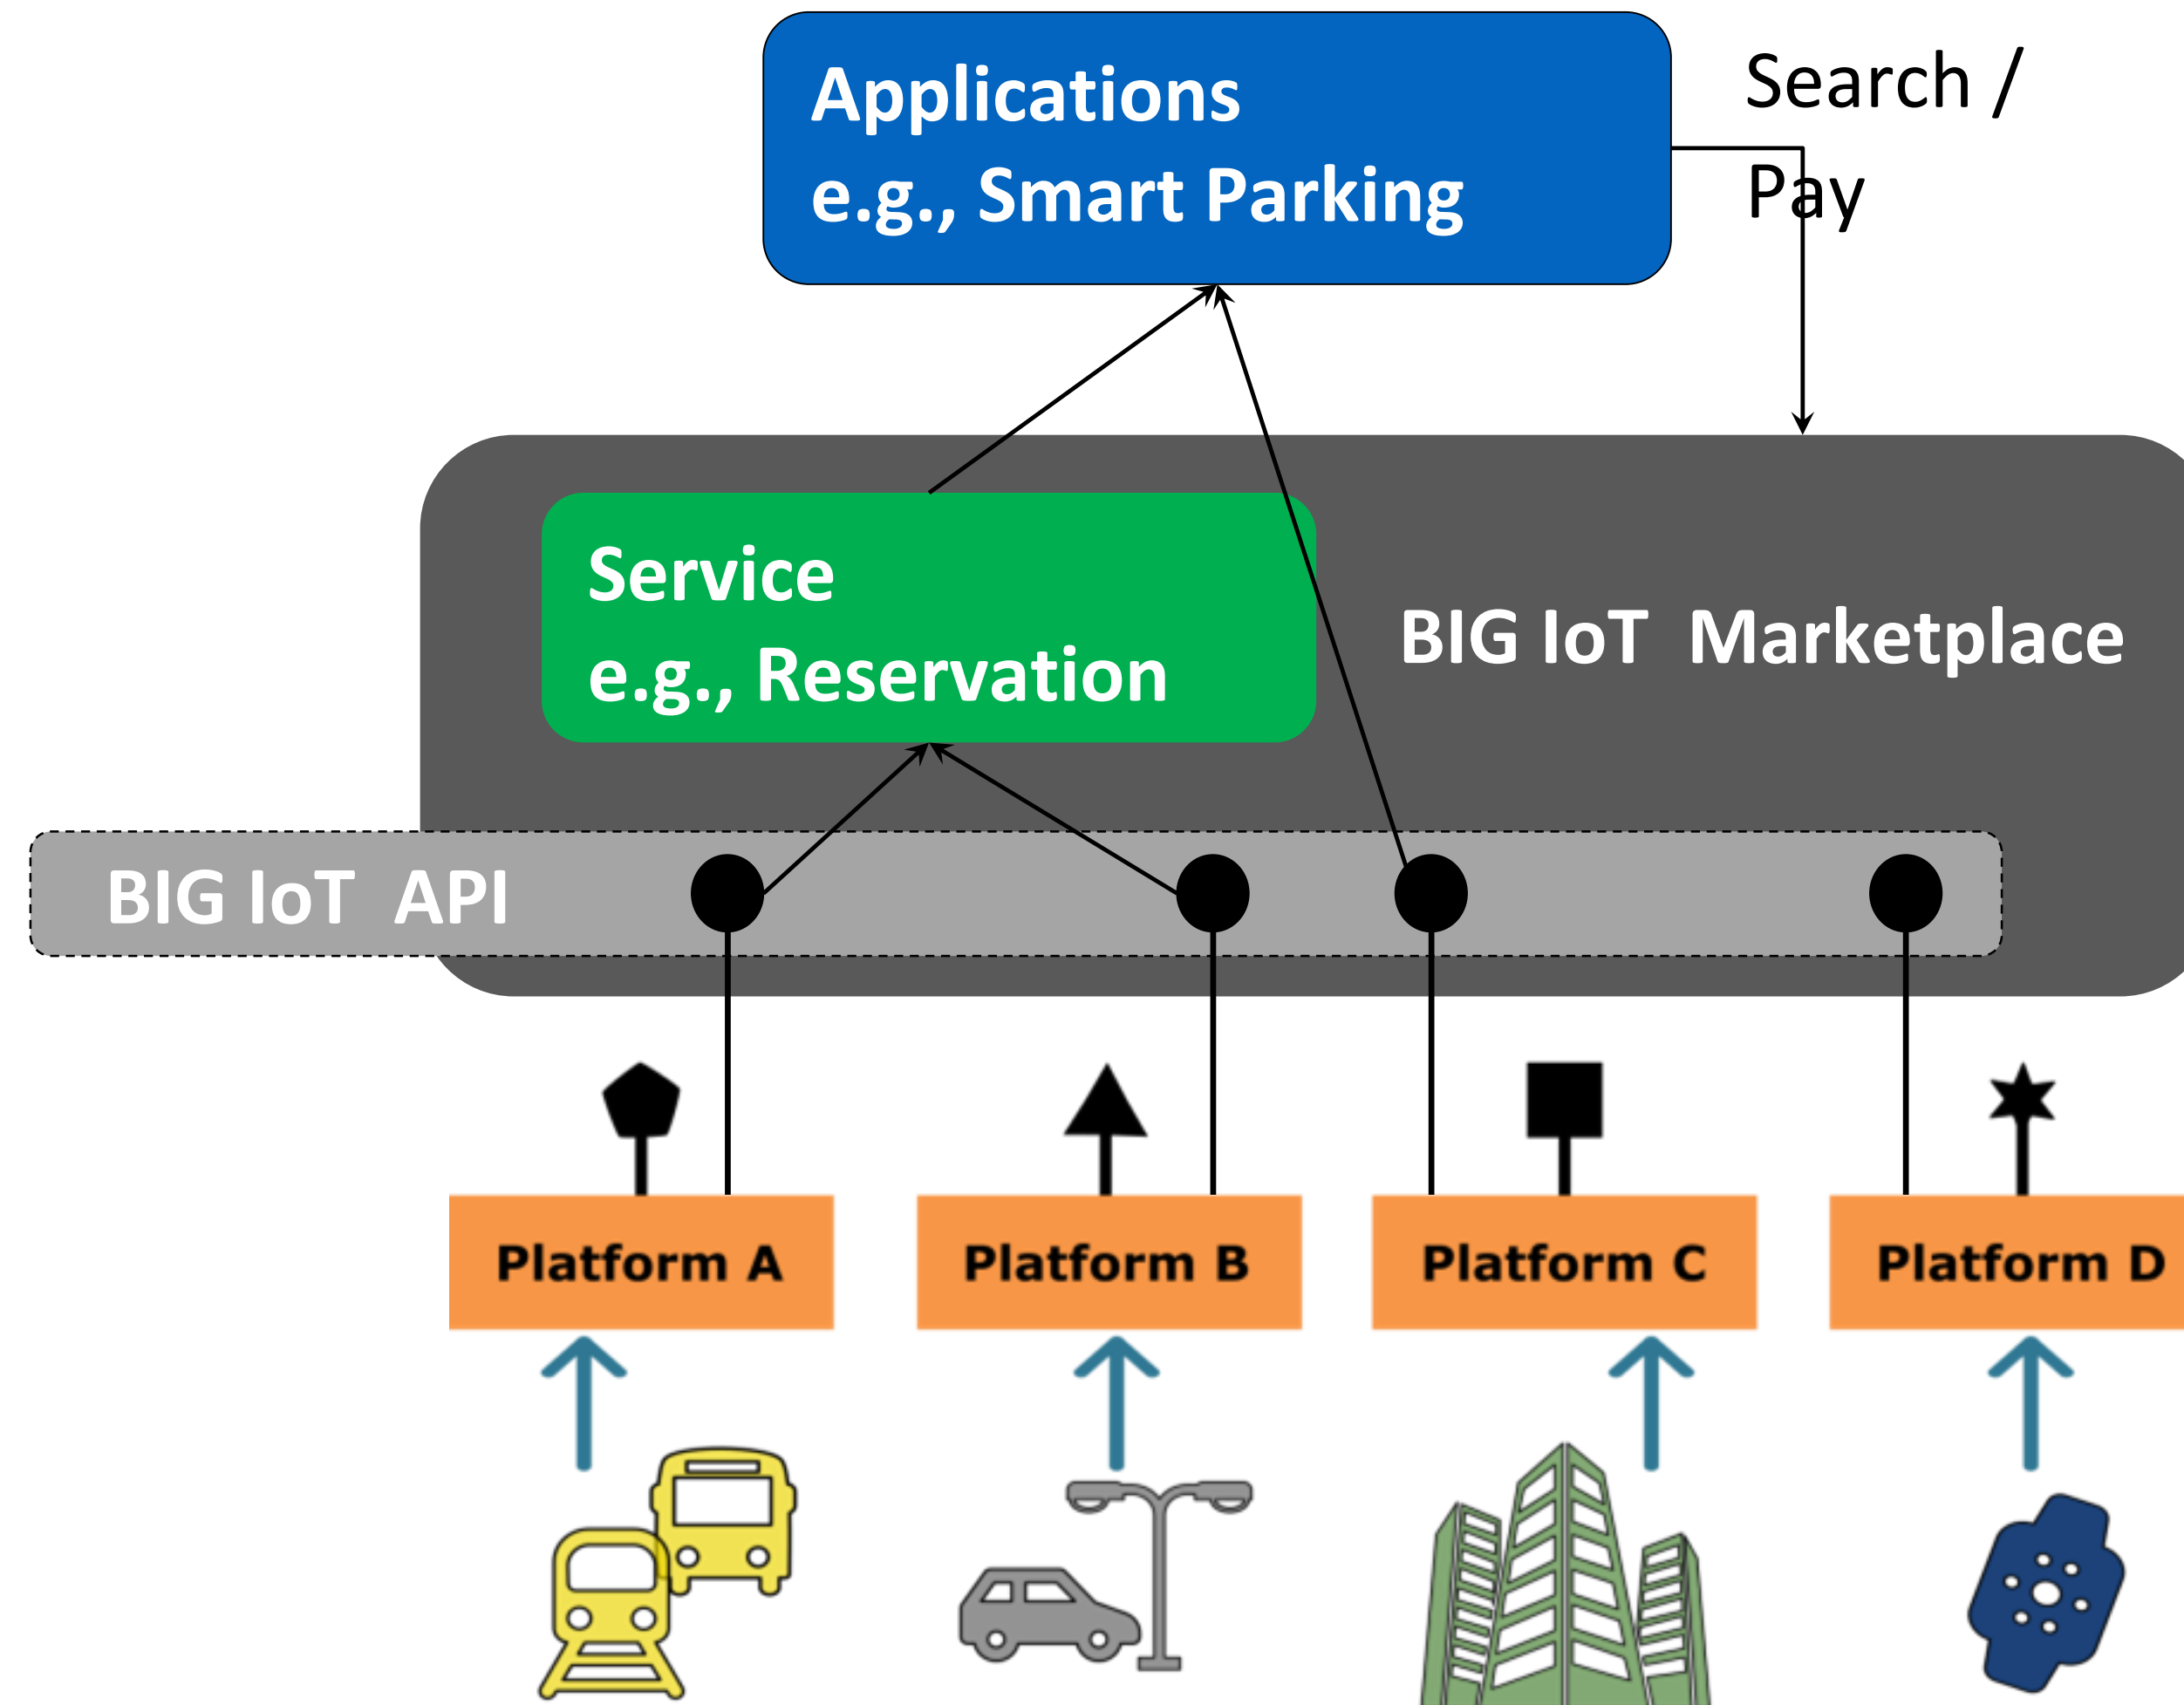 Applications
e.g., Smart Parking
Search /
Pay
Service
e.g., Reservation
BIG IoT Marketplace
BIG IoT API
Platform A
Platform B
Platform C
Platform D